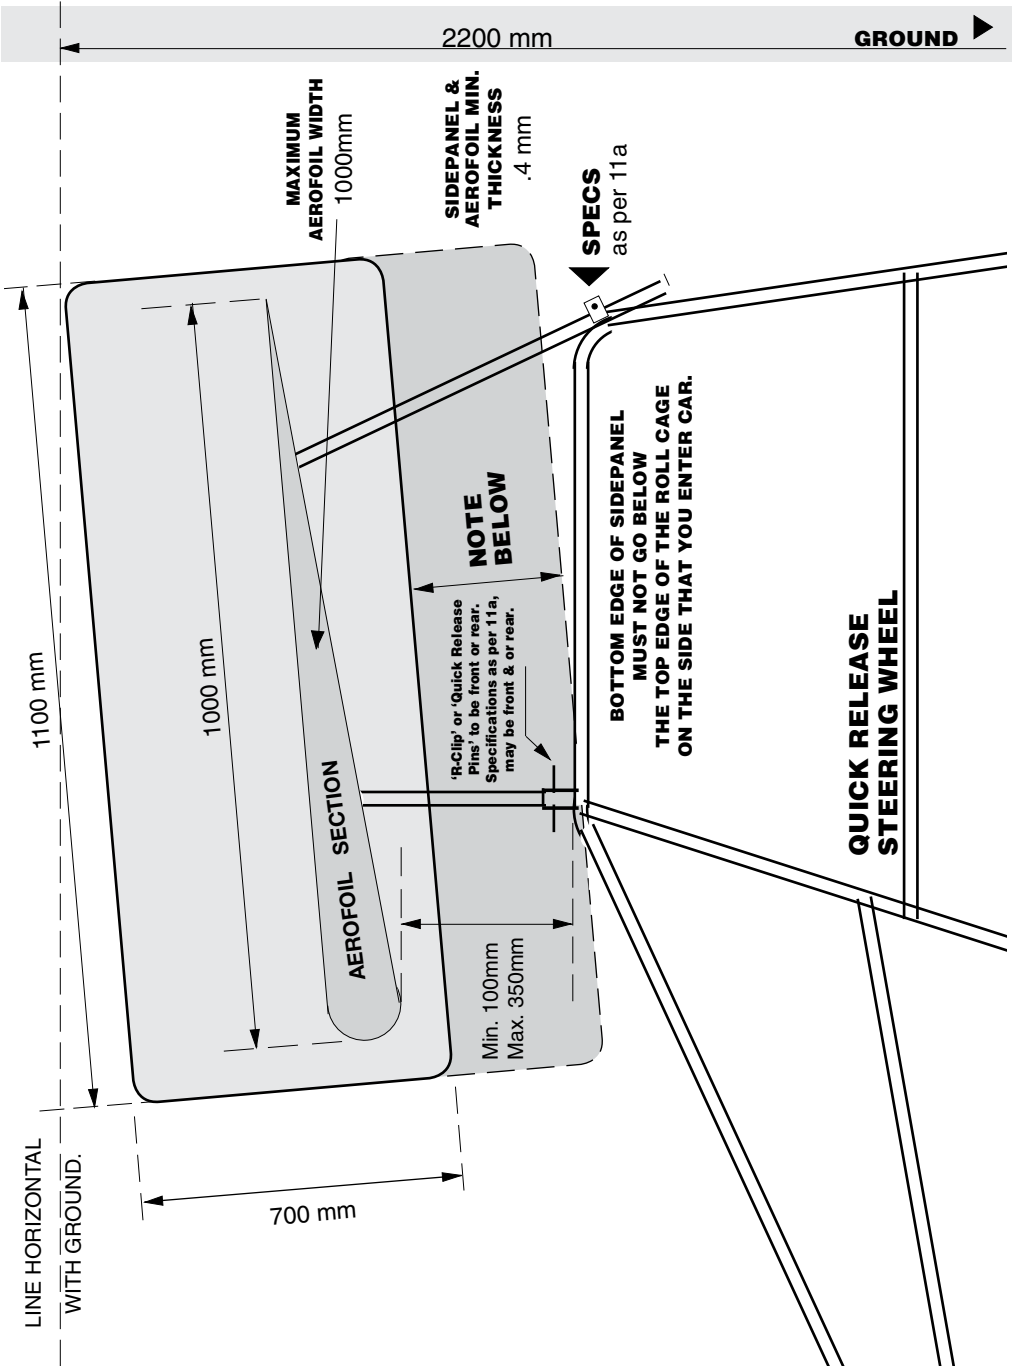 2200 mm
GROUND
MAXIMUM
AEROFOIL WIDTH
1000mm
SIDEPANEL &
AEROFOIL MIN.
THICKNESS
.4 mm
SPECS
as per 11a
1100 mm
1000 mm
AEROFOIL SECTION
NOTE
BELOW
'R-Clip' or 'Quick Release
Pins' to be front or rear.
Specifications as per 11a,
may be front & or rear.
BOTTOM EDGE OF SIDEPANEL
MUST NOT GO BELOW
THE TOP EDGE OF THE ROLL CAGE
ON THE SIDE THAT YOU ENTER CAR.
QUICK RELEASE
STEERING WHEEL
Min. 100mm
Max. 350mm
700 mm
LINE HORIZONTAL
WITH GROUND.